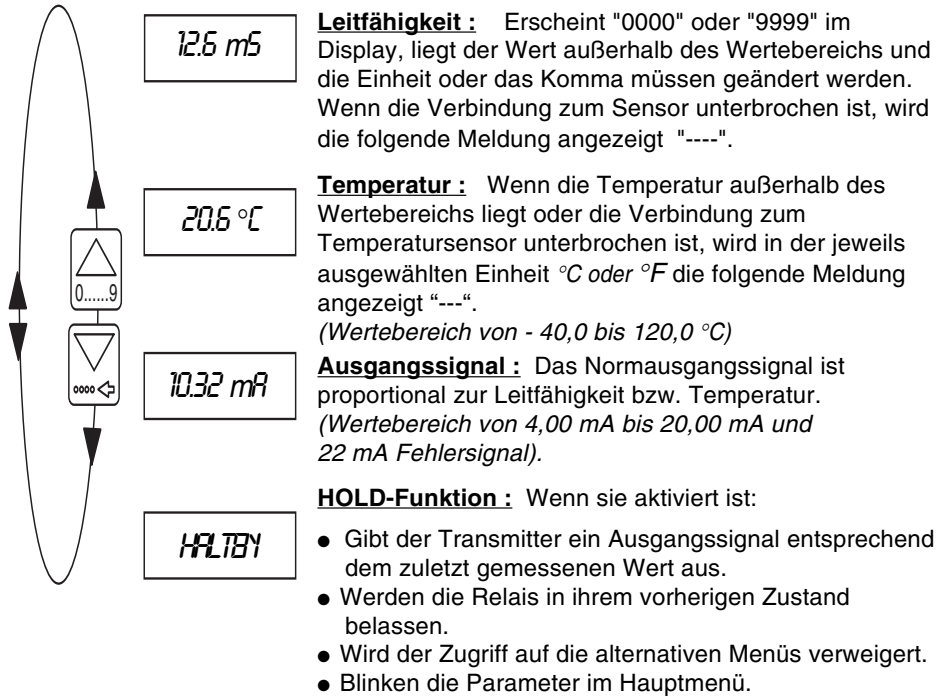 12.6 mS
Leitfähigkeit :   Erscheint "0000" oder "9999" im
Display, liegt der Wert außerhalb des Wertebereichs und
die Einheit oder das Komma müssen geändert werden.
Wenn die Verbindung zum Sensor unterbrochen ist, wird
die folgende Meldung angezeigt  "----".
20.6 °C
Temperatur :   Wenn die Temperatur außerhalb des
Wertebereichs liegt oder die Verbindung zum
Temperatursensor unterbrochen ist, wird in der jeweils
ausgewählten Einheit °C oder °F die folgende Meldung
angezeigt “---“.
(Wertebereich von - 40,0 bis 120,0 °C)
0......9
10.32 mA
Ausgangssignal :  Das Normausgangssignal ist
proportional zur Leitfähigkeit bzw. Temperatur.
(Wertebereich von 4,00 mA bis 20,00 mA und
22 mA Fehlersignal).
HALTBY
HOLD-Funktion :  Wenn sie aktiviert ist:
● Gibt der Transmitter ein Ausgangssignal entsprechend
dem zuletzt gemessenen Wert aus.
● Werden die Relais in ihrem vorherigen Zustand
belassen.
● Wird der Zugriff auf die alternativen Menüs verweigert.
● Blinken die Parameter im Hauptmenü.